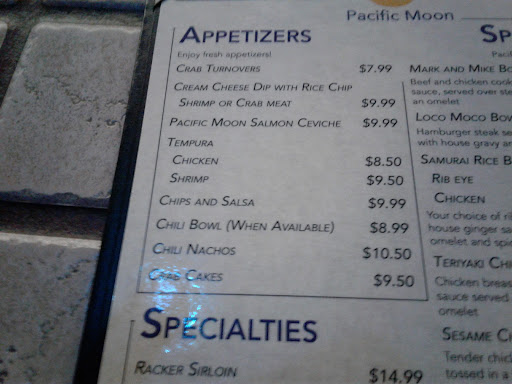 Pacific Moon
APPETIZERS
Enjoy fresh appetizers!
CRAB TURNOVERS $7.99
CREAM CHEESE DIP WITH RICE CHIP
SHRIMP OR CRAB MEAT $9.99
PACIFIC MOON SALMON CEVICHE $9.99
TEMPURA
CHICKEN $8.50
SHRIMP $9.50
CHIPS AND SALSA $9.99
CHILI BOWL (WHEN AVAILABLE) $8.99
CHILI NACHOS $10.50
CRAB CAKES $9.50
SPECIALTIES
RACKER SIRLOIN $14.99
SP
MARK AND MIKE BO
Beef and chicken cook
sauce, served over ste
an omelet
LOCO MOCO BOW
Hamburger steak se
with house gravy an
SAMURAI RICE B
RIB EYE
CHICKEN
Your choice of ri
house ginger sa
omelet and spic
TERIYAKI CHI
Chicken breas
sauce served
omelet
SESAME C
Tender chic
tossed in a